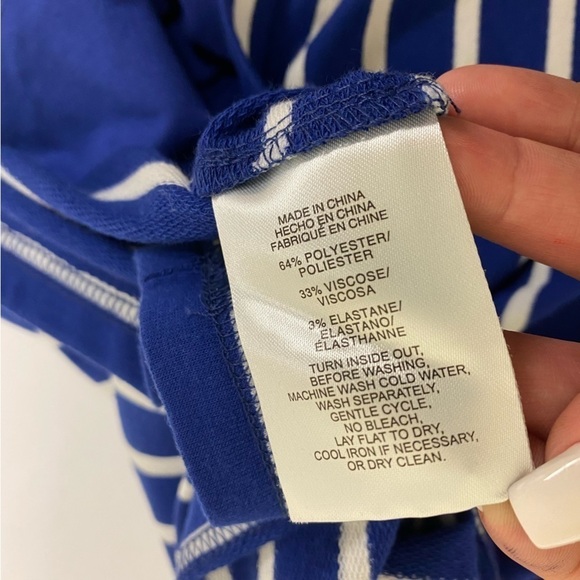 MADE IN CHINA
HECHO EN CHINA
FABRIQUÉ EN CHINE
64% POLYESTER/
POLIESTER
33% VISCOSE/
VISCOSA
3% ELASTANE/
ELASTANO/
ÉLASTHANNE
TURN INSIDE OUT,
BEFORE WASHING,
MACHINE WASH COLD WATER,
WASH SEPARATELY,
GENTLE CYCLE,
NO BLEACH,
LAY FLAT TO DRY,
COOL IRON IF NECESSARY,
OR DRY CLEAN.